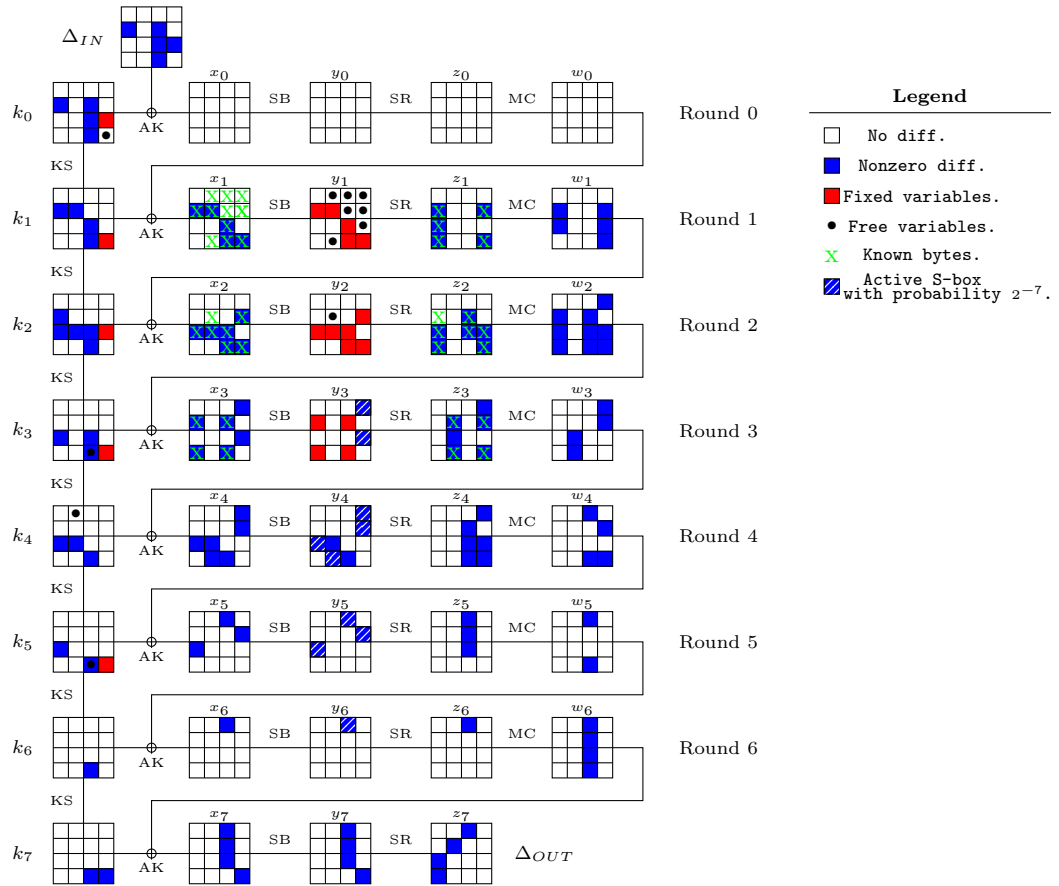 Δ_IN
x_0 y_0 z_0 w_0
k_0 AK SB SR MC Round 0
KS
x_1 y_1 z_1 w_1
k_1 AK SB SR MC Round 1
KS
x_2 y_2 z_2 w_2
k_2 AK SB SR MC Round 2
KS
x_3 y_3 z_3 w_3
k_3 AK SB SR MC Round 3
KS
x_4 y_4 z_4 w_4
k_4 AK SB SR MC Round 4
KS
x_5 y_5 z_5 w_5
k_5 AK SB SR MC Round 5
KS
x_6 y_6 z_6 w_6
k_6 AK SB SR MC Round 6
KS
x_7 y_7 z_7
k_7 AK SB SR Δ_OUT
Legend
No diff.
Nonzero diff.
Fixed variables.
Free variables.
X Known bytes.
Active S-box
with probability 2^{-7}.
X X X
X X X X
X
X X X
X X
X
X X
X X
X X X X
X X
X
X X X
X X
X X
X X
X
X X